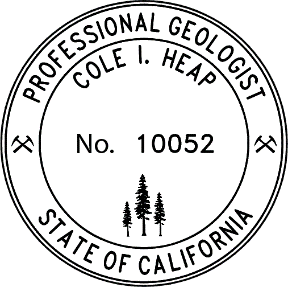 PROFESSIONAL GEOLOGIST
COLE I. HEAP
No. 10052
STATE OF CALIFORNIA